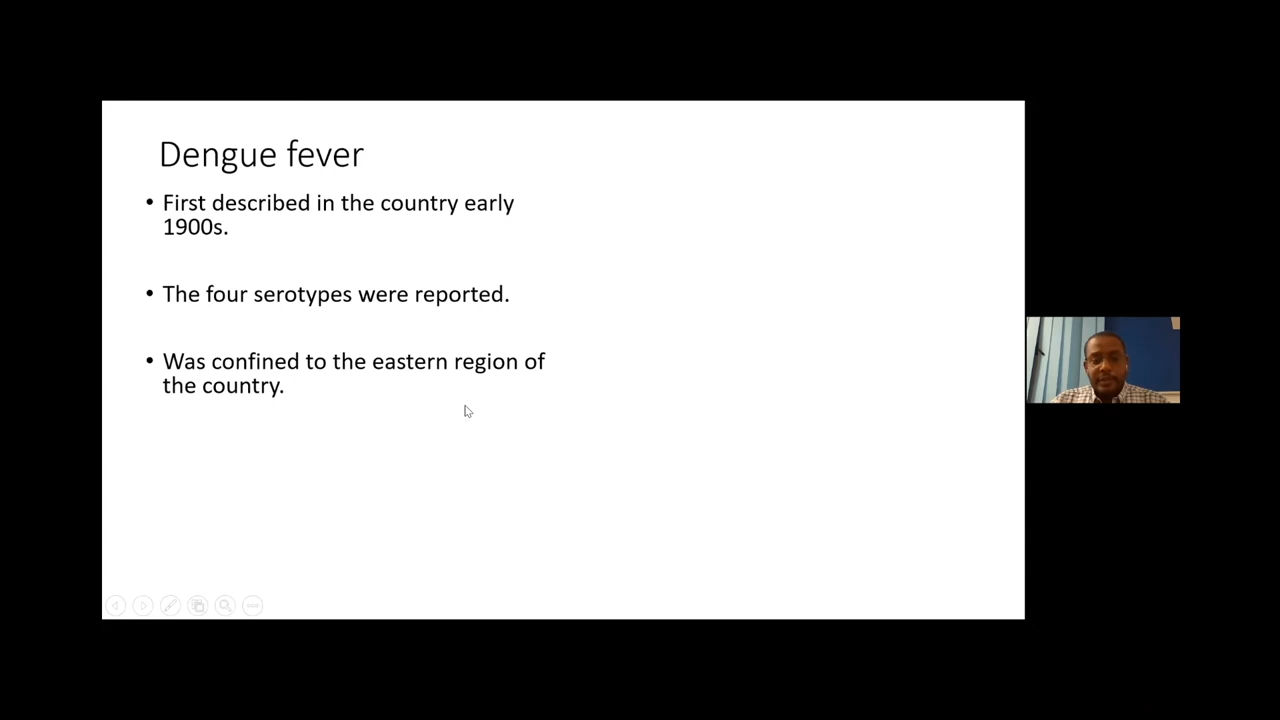 Dengue fever
• First described in the country early
1900s.
• The four serotypes were reported.
• Was confined to the eastern region of
the country.